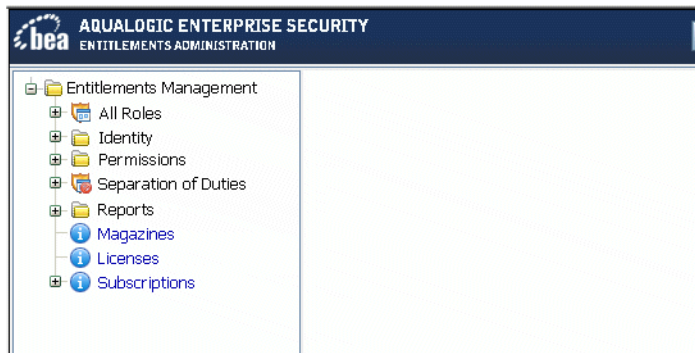 bea
AQUALOGIC ENTERPRISE SECURITY
ENTITLEMENTS ADMINISTRATION
Entitlements Management
All Roles
Identity
Permissions
Separation of Duties
Reports
Magazines
Licenses
Subscriptions